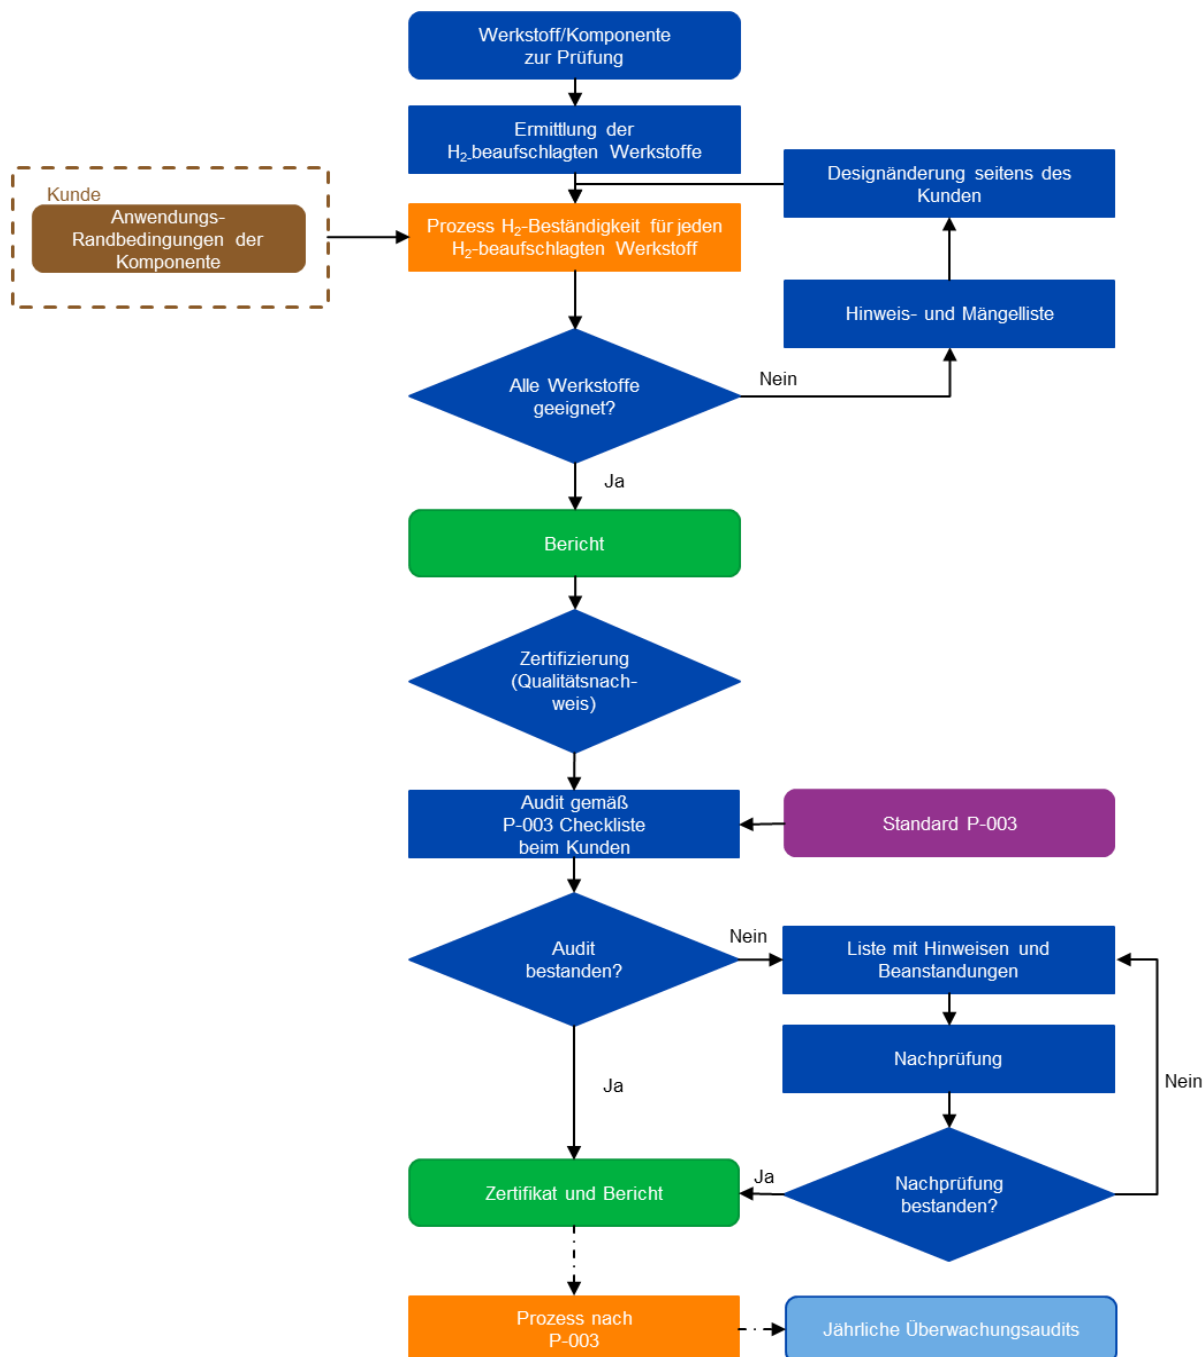 Werkstoff/Komponente
zur Prüfung
Ermittlung der
H₂-beaufschlagten Werkstoffe
Designänderung seitens des
Kunden
Kunde
Anwendungs-
Randbedingungen der
Komponente
Prozess H₂-Beständigkeit für jeden
H₂-beaufschlagten Werkstoff
Hinweis- und Mängelliste
Alle Werkstoffe
geeignet?
Nein
Ja
Bericht
Zertifizierung
(Qualitätsnach-
weis)
Audit gemäß
P-003 Checkliste
beim Kunden
Standard P-003
Audit
bestanden?
Nein
Liste mit Hinweisen und
Beanstandungen
Nachprüfung
Nein
Ja
Zertifikat und Bericht
Ja
Nachprüfung
bestanden?
Prozess nach
P-003
Jährliche Überwachungsaudits